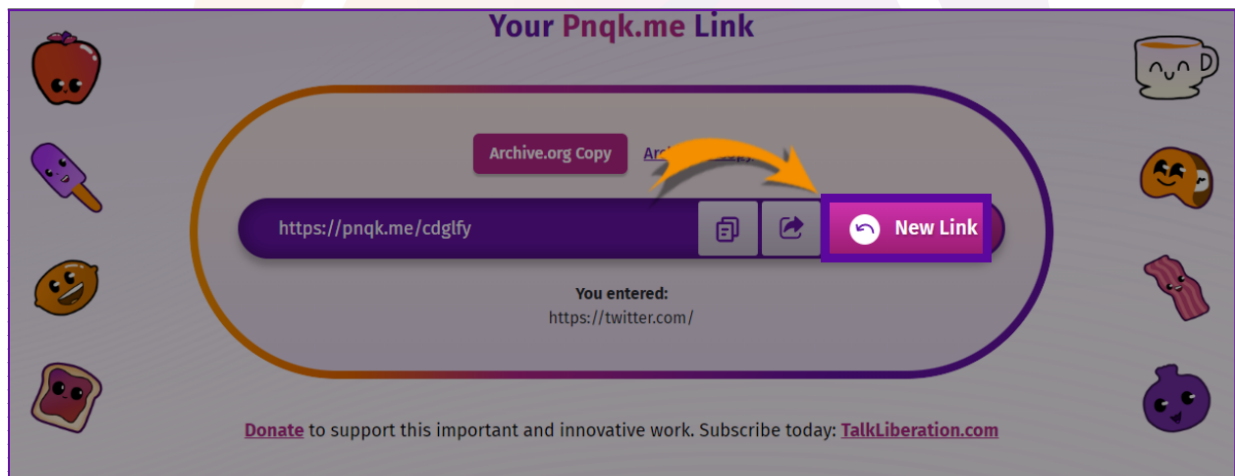 Your Pnqk.me Link
Archive.org Copy
https://pnqk.me/cdglfy
New Link
You entered:
https://twitter.com/
Donate to support this important and innovative work. Subscribe today: TalkLiberation.com